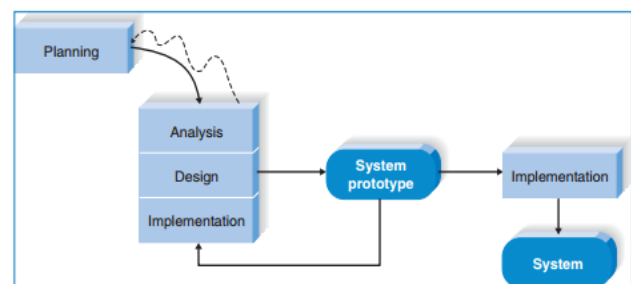 Planning
Analysis
Design
Implementation
System
prototype
Implementation
System